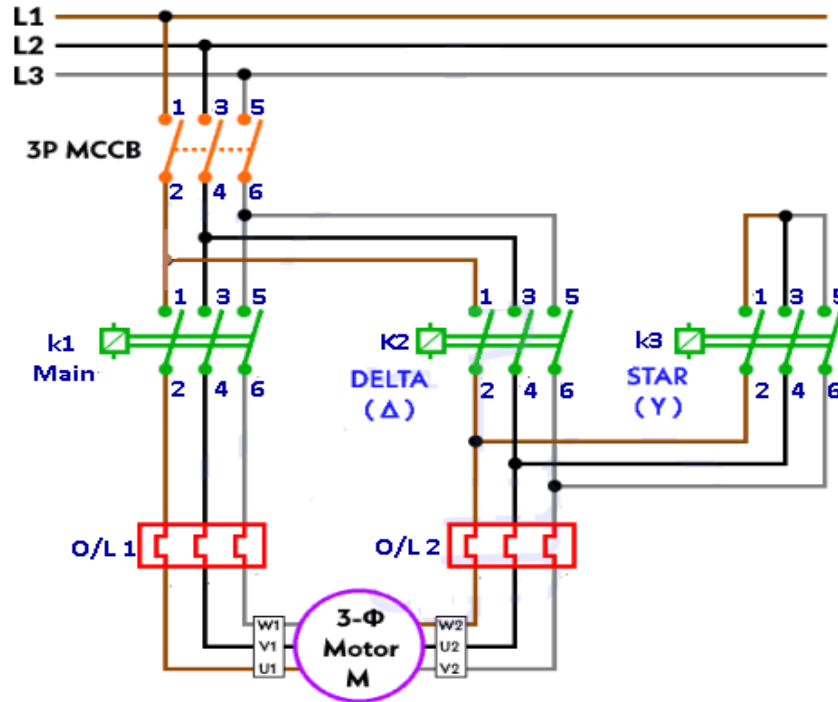 L1
L2
L3
1 3 5
3P MCCB
2 4 6
1 3 5
1 3 5
1 3 5
k1
Main
K2
k3
2 4 6
2 4 6
2 4 6
DELTA
(Δ)
STAR
(Y)
O/L 1
O/L 2
3-Φ
Motor
M
W1
V1
U1
W2
U2
V2